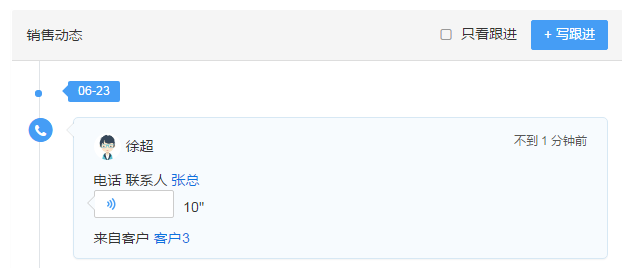 销售动态
只看跟进
+ 写跟进
06-23
徐超
不到 1 分钟前
电话 联系人 张总
10"
来自客户 客户3